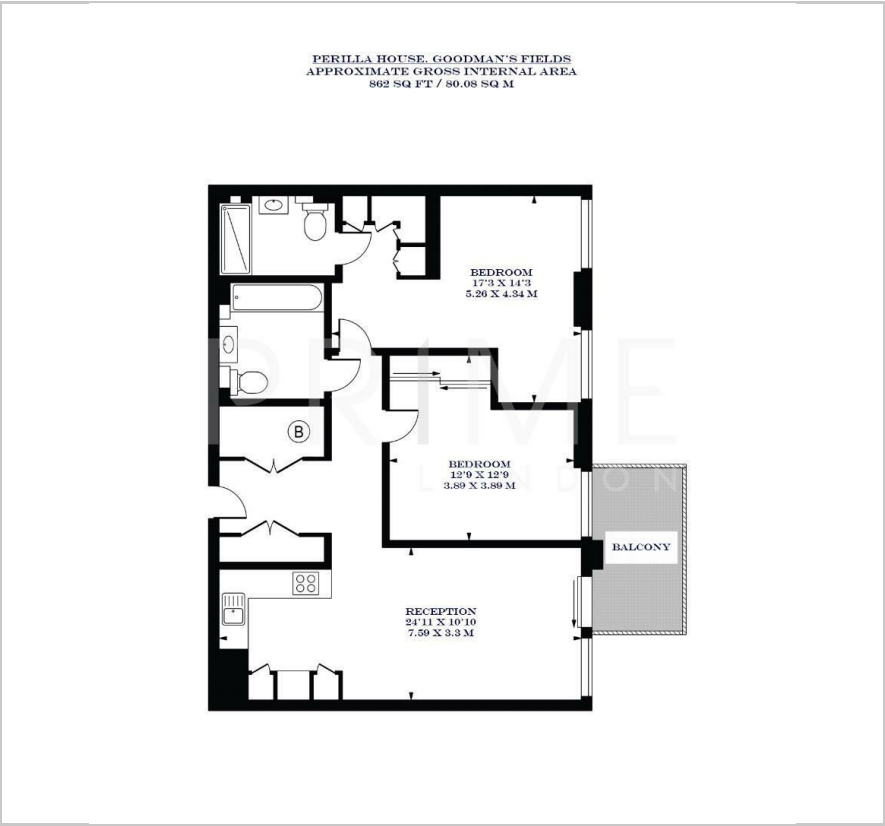 PERILLA HOUSE. GOODMAN'S FIELDS
APPROXIMATE GROSS INTERNAL AREA
862 SQ FT / 80.08 SQ M
BEDROOM
17'3 X 14'3
5.26 X 4.34 M
PRIME
LONDON
B
BEDROOM
12'9 X 12'9
3.89 X 3.89 M
BALCONY
RECEPTION
24'11 X 10'10
7.59 X 3.3 M